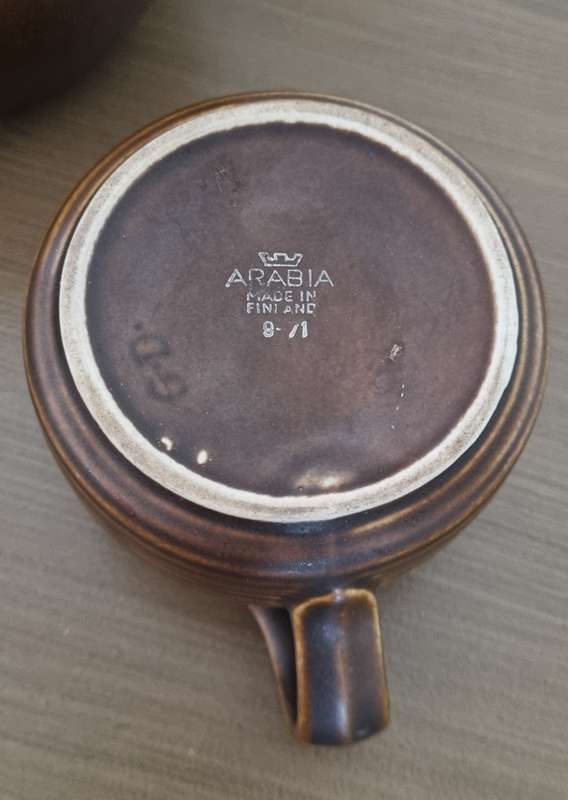 ARABIA
MADE IN
FINLAND
9-71
G-D.